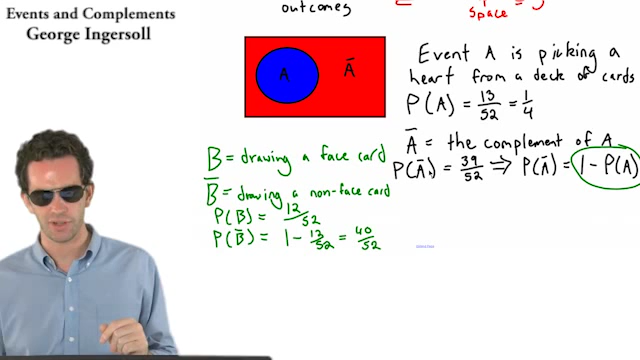 Events and Complements
George Ingersoll
outcomes
Space
A
Ā
Event A is picking a
heart from a deck of cards
P(A) = 13/52 = 1/4
Ā = the complement of A
P(Ā) = 39/52 ⇒ P(Ā) = 1 - P(A)
B = drawing a face card
B̄ = drawing a non-face card
P(B) = 12/52
P(B̄) = 1 - 13/52 = 40/52